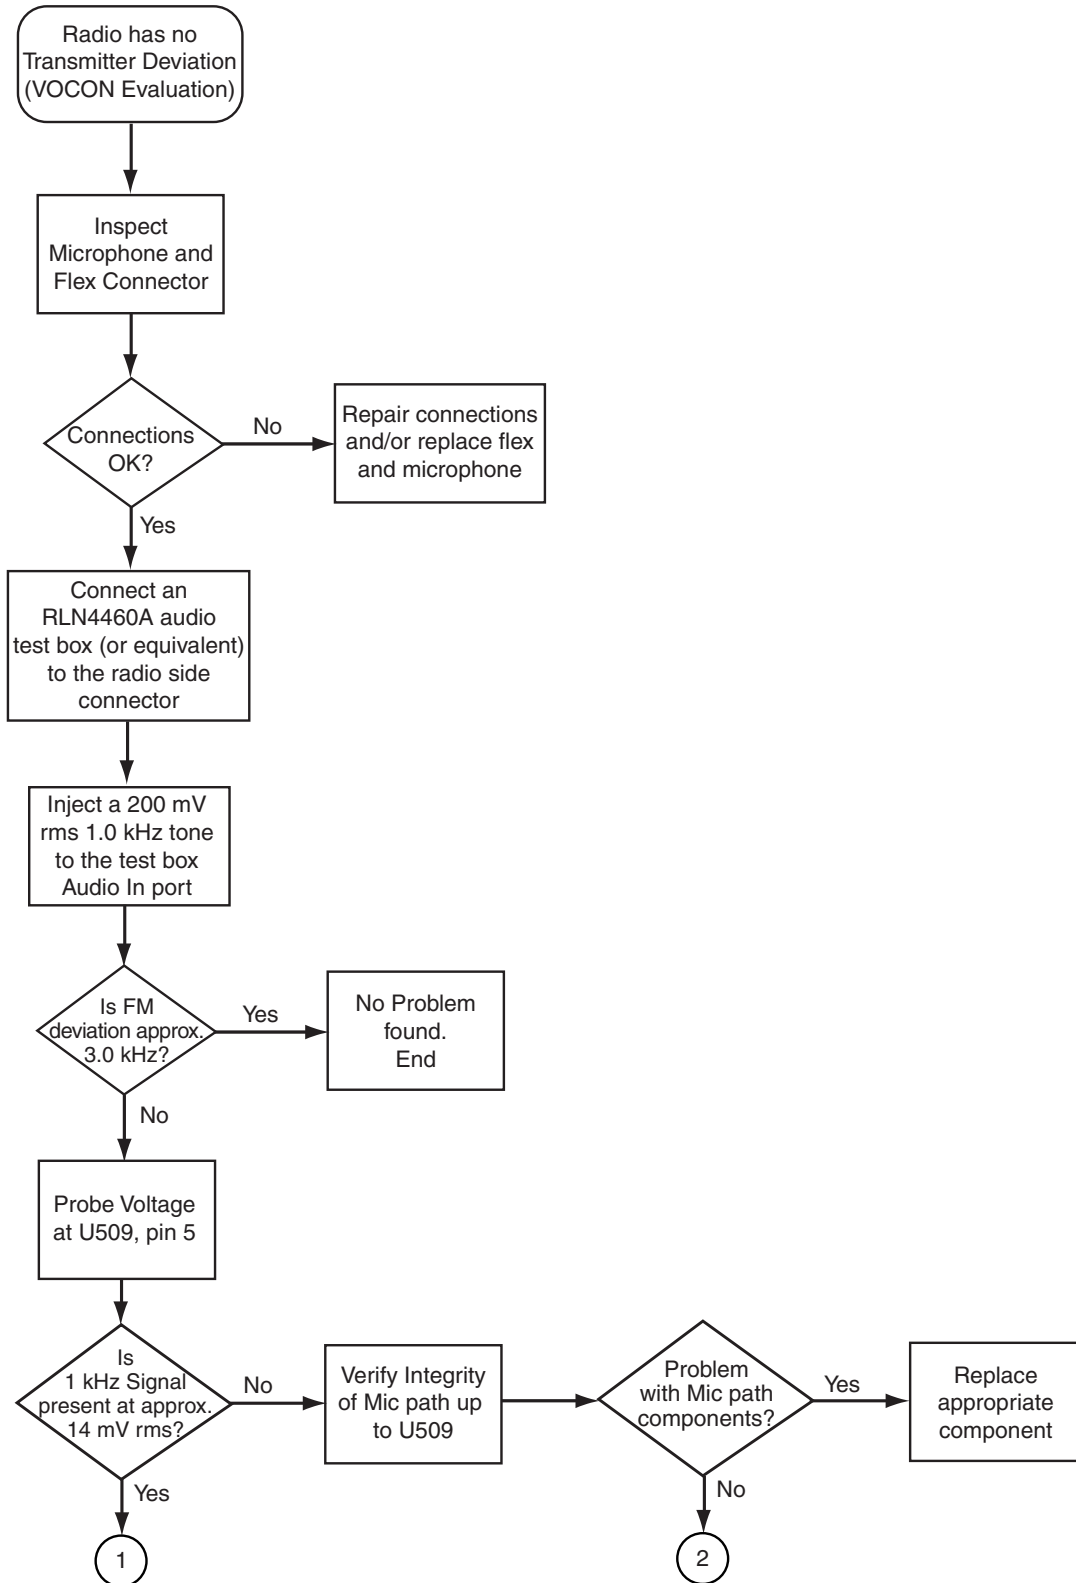 Radio has no
Transmitter Deviation
(VOCON Evaluation)
Inspect
Microphone and
Flex Connector
Connections
OK?
No
Repair connections
and/or replace flex
and microphone
Yes
Connect an
RLN4460A audio
test box (or equivalent)
to the radio side
connector
Inject a 200 mV
rms 1.0 kHz tone
to the test box
Audio In port
Is FM
deviation approx.
3.0 kHz?
Yes
No Problem
found.
End
No
Probe Voltage
at U509, pin 5
Is
1 kHz Signal
present at approx.
14 mV rms?
No
Verify Integrity
of Mic path up
to U509
Problem
with Mic path
components?
Yes
Replace
appropriate
component
Yes
No
1
2